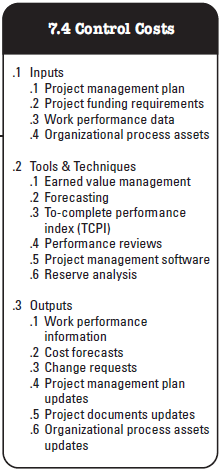 7.4 Control Costs
.1 Inputs
.1 Project management plan
.2 Project funding requirements
.3 Work performance data
.4 Organizational process assets
.2 Tools & Techniques
.1 Earned value management
.2 Forecasting
.3 To-complete performance
index (TCPI)
.4 Performance reviews
.5 Project management software
.6 Reserve analysis
.3 Outputs
.1 Work performance
information
.2 Cost forecasts
.3 Change requests
.4 Project management plan
updates
.5 Project documents updates
.6 Organizational process assets
updates